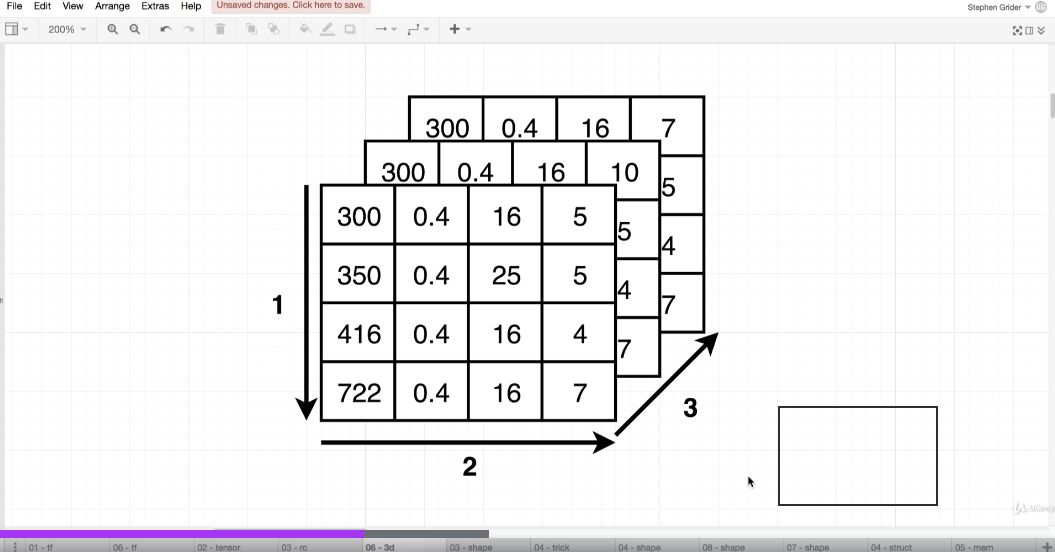 File Edit View Arrange Extras Help Unsaved changes. Click here to save. Stephen Grider
200%
300 0.4 16 7
300 0.4 16 10 5
300 0.4 16 5 5 4
350 0.4 25 5 4 7
416 0.4 16 4 7
722 0.4 16 7
1
2
3
Udemy
01 - tf 06 - tf 02 - tensor 03 - rc 06 - 3d 03 - shape 04 - trick 04 - shape 08 - shape 07 - shape 04 - struct 05 - mem